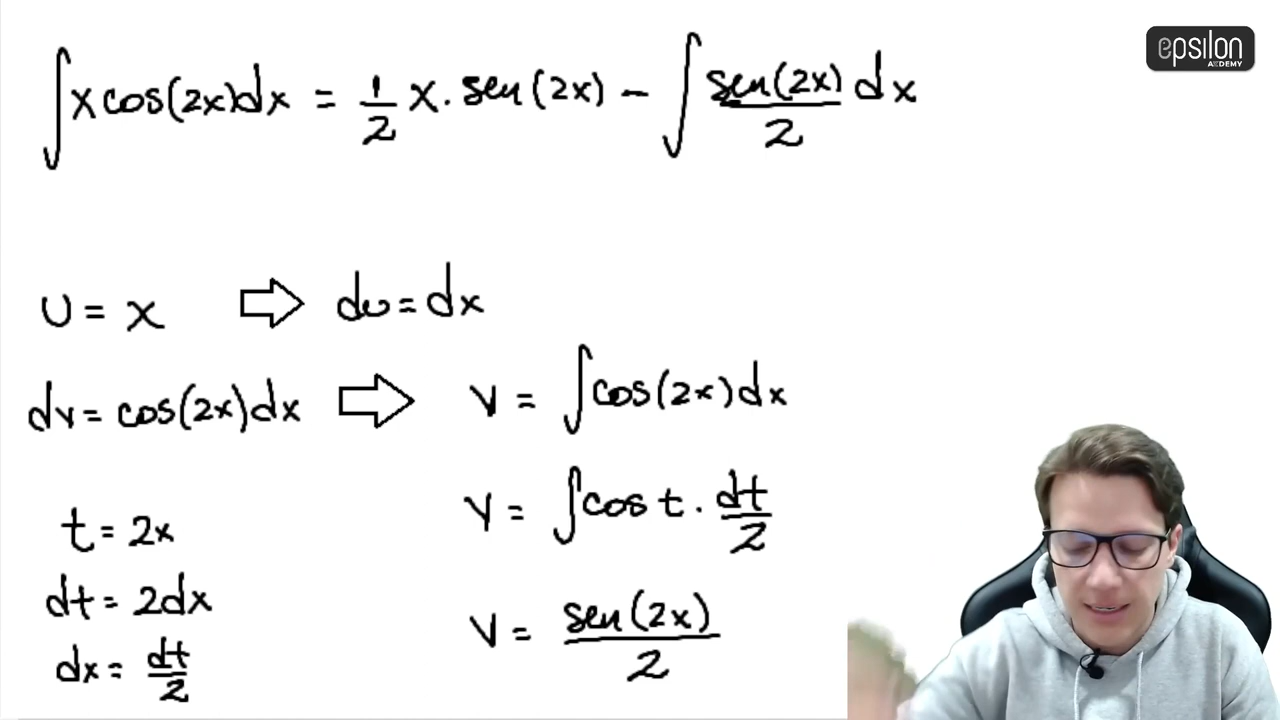 epsilon
ACADEMY
∫ x cos(2x)dx = 1/2 x · sen(2x) − ∫ sen(2x)/2 dx
u = x ⇒ du = dx
dv = cos(2x)dx ⇒ v = ∫ cos(2x)dx
t = 2x
v = ∫ cos t · dt/2
dt = 2dx
dx = dt/2
v = sen(2x)/2